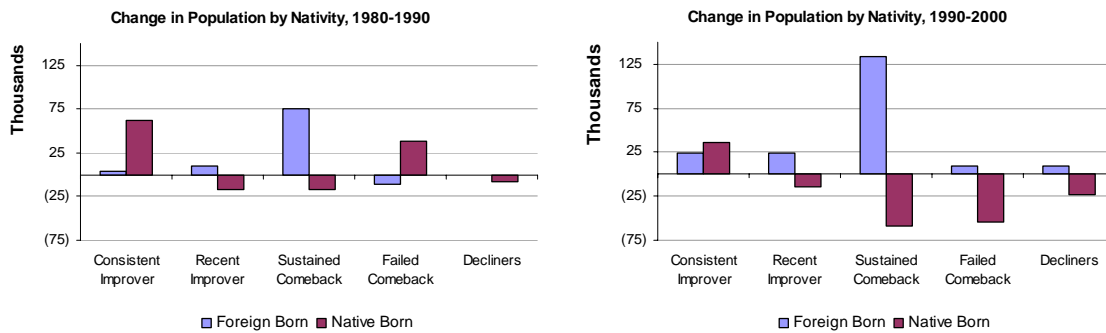 Change in Population by Nativity, 1980-1990
Thousands
125
75
25
(25)
(75)
Consistent
Improver
Recent
Improver
Sustained
Comeback
Failed
Comeback
Decliners
Foreign Born
Native Born
Change in Population by Nativity, 1990-2000
Thousands
125
75
25
(25)
(75)
Consistent
Improver
Recent
Improver
Sustained
Comeback
Failed
Comeback
Decliners
Foreign Born
Native Born